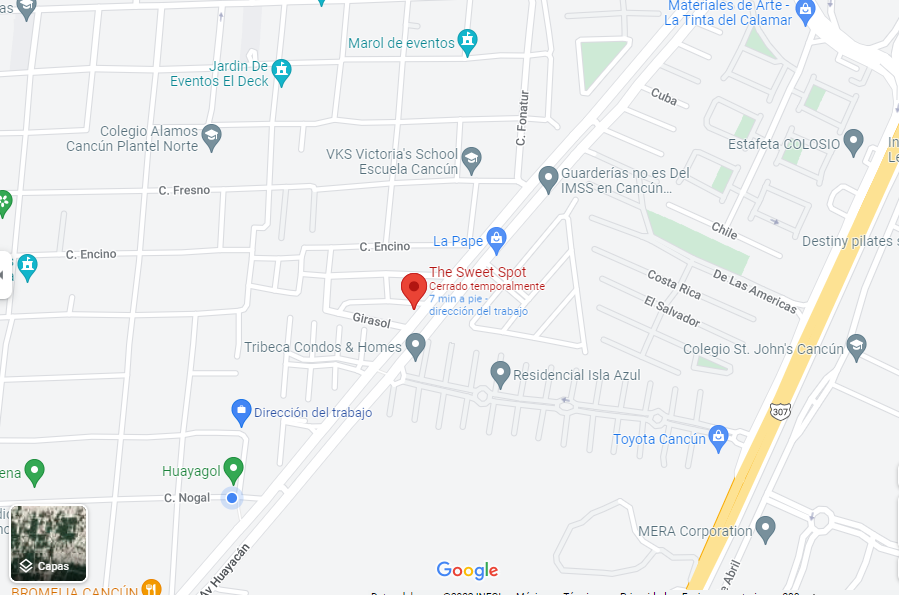 as
Materiales de Arte -
La Tinta del Calamar
Marol de eventos
Jardin De
Eventos El Deck
Cuba
C. Fonatur
Colegio Alamos
Cancún Plantel Norte
Estafeta COLOSIO
In
Le
VKS Victoria's School
Escuela Cancún
Guarderías no es Del
IMSS en Cancún...
C. Fresno
Chile
C. Encino
C. Encino
La Pape
Destiny pilates s
The Sweet Spot
Cerrado temporalmente
7 min a pie -
dirección del trabajo
Costa Rica
De Las Americas
El Salvador
Girasol
Tribeca Condos & Homes
Colegio St. John's Cancún
Residencial Isla Azul
Dirección del trabajo
307
Toyota Cancún
Huayagol
ena
C. Nogal
MERA Corporation
Capas
Av Huayacán
Google
e Abril
BROMELIA CANCÚN